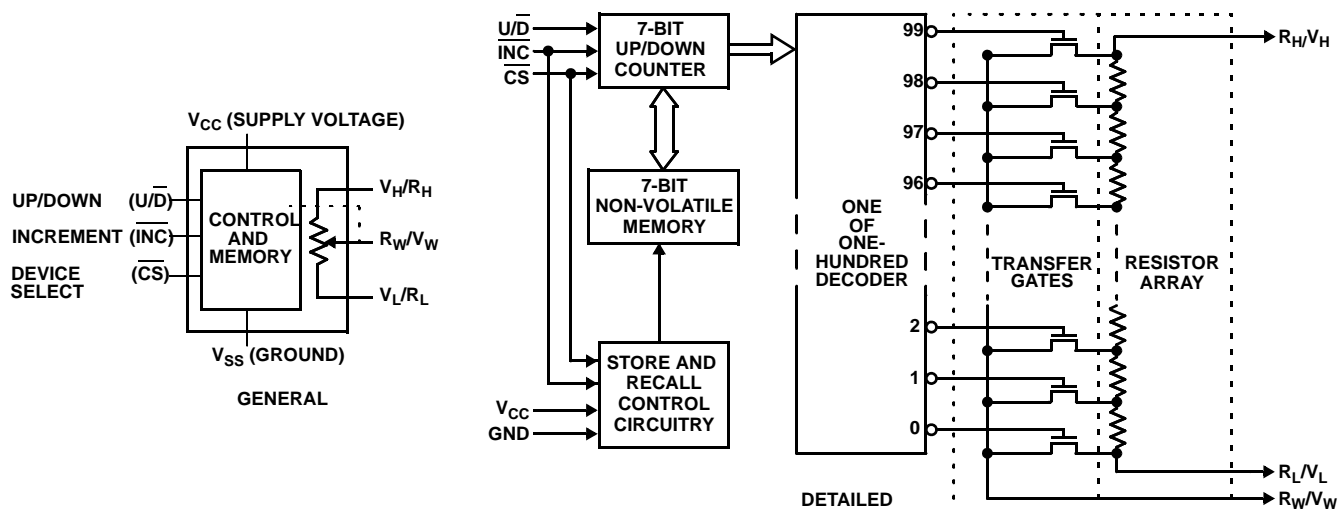 V_CC (SUPPLY VOLTAGE)
UP/DOWN (U/D̅)
INCREMENT (I̅N̅C̅)
DEVICE
SELECT
(C̅S̅)
CONTROL
AND
MEMORY
V_H/R_H
R_W/V_W
V_L/R_L
V_SS (GROUND)
GENERAL
U/D̅
I̅N̅C̅
C̅S̅
7-BIT
UP/DOWN
COUNTER
7-BIT
NON-VOLATILE
MEMORY
STORE AND
RECALL
CONTROL
CIRCUITRY
V_CC
GND
ONE
OF
ONE-
HUNDRED
DECODER
99
98
97
96
2
1
0
TRANSFER
GATES
RESISTOR
ARRAY
R_H/V_H
R_L/V_L
R_W/V_W
DETAILED